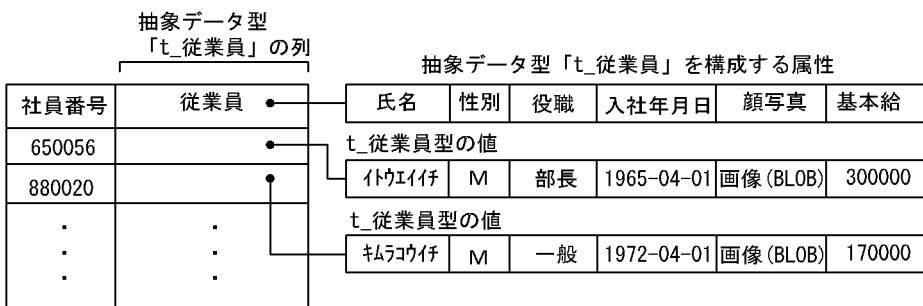 抽象データ型
「t_従業員」の列
抽象データ型「t_従業員」を構成する属性
社員番号 従業員 氏名 性別 役職 入社年月日 顔写真 基本給
650056
t_従業員型の値
ｲﾄｳｴｲｲﾁ M 部長 1965-04-01 画像(BLOB) 300000
880020
t_従業員型の値
ｷﾑﾗｺｳｲﾁ M 一般 1972-04-01 画像(BLOB) 170000